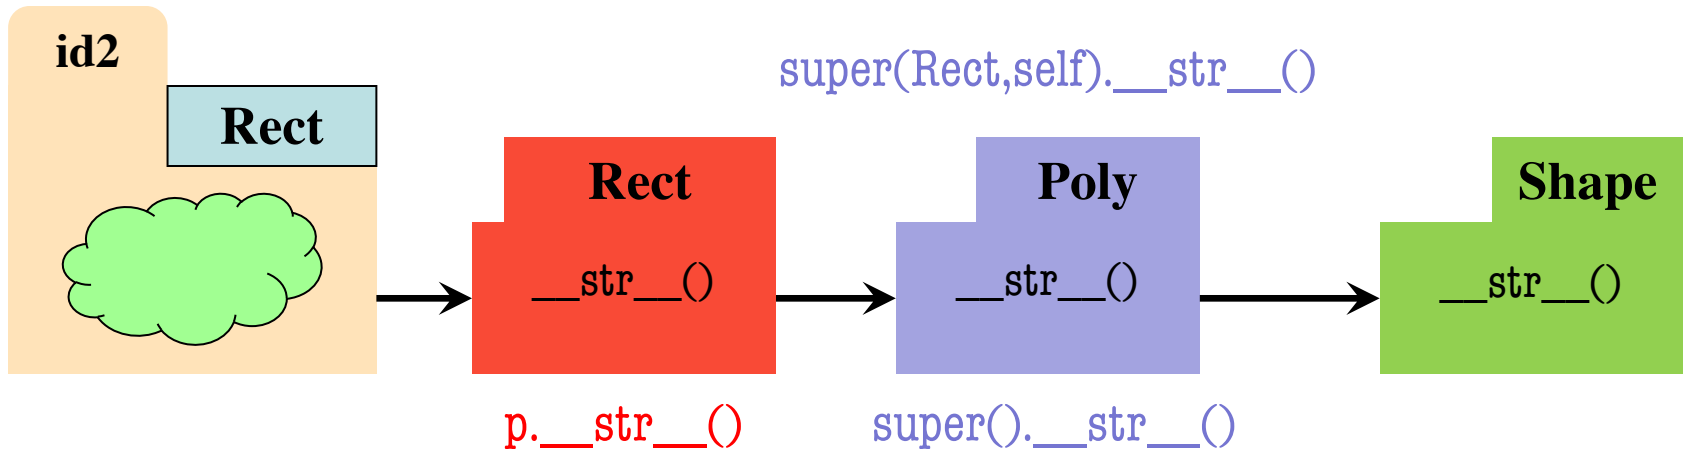 id2
super(Rect,self).__str__()
Rect
Rect
Poly
Shape
__str__()
__str__()
__str__()
p.__str__()
super().__str__()